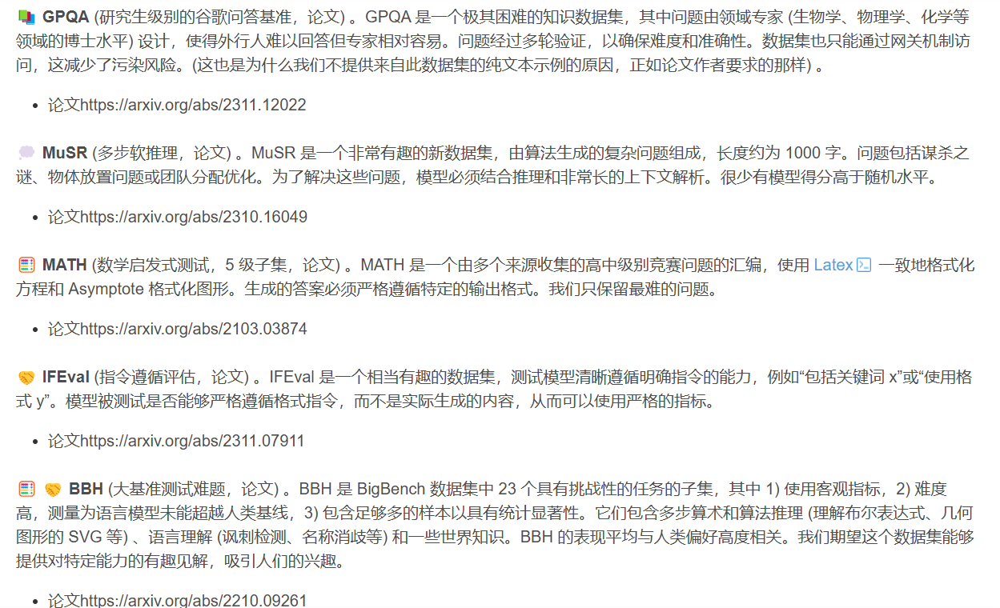 GPQA (研究生级别的谷歌问答基准，论文) 。GPQA 是一个极其困难的知识数据集，其中问题由领域专家 (生物学、物理学、化学等
领域的博士水平) 设计，使得外行人难以回答但专家相对容易。问题经过多轮验证，以确保难度和准确性。数据集也只能通过网关机制访
问，这减少了污染风险。(这也是为什么我们不提供来自此数据集的纯文本示例的原因，正如论文作者要求的那样) 。
• 论文https://arxiv.org/abs/2311.12022
MuSR (多步软推理，论文) 。MuSR 是一个非常有趣的新数据集，由算法生成的复杂问题组成，长度约为 1000 字。问题包括谋杀之
谜、物体放置问题或团队分配优化。为了解决这些问题，模型必须结合推理和非常长的上下文解析。很少有模型得分高于随机水平。
• 论文https://arxiv.org/abs/2310.16049
MATH (数学启发式测试，5 级子集，论文) 。MATH 是一个由多个来源收集的高中级别竞赛问题的汇编，使用 Latex 一致地格式化
方程和 Asymptote 格式化图形。生成的答案必须严格遵循特定的输出格式。我们只保留最难的问题。
• 论文https://arxiv.org/abs/2103.03874
IFEval (指令遵循评估，论文) 。IFEval 是一个相当有趣的数据集，测试模型清晰遵循明确指令的能力，例如“包括关键词 x”或“使用格
式 y”。模型被测试是否能够严格遵循格式指令，而不是实际生成的内容，从而可以使用严格的指标。
• 论文https://arxiv.org/abs/2311.07911
BBH (大基准测试难题，论文) 。BBH 是 BigBench 数据集中 23 个具有挑战性的任务的子集，其中 1) 使用客观指标，2) 难度
高，测量为语言模型未能超越人类基线，3) 包含足够多的样本以具有统计显著性。它们包含多步算术和算法推理 (理解布尔表达式、几何
图形的 SVG 等) 、语言理解 (讽刺检测、名称消歧等) 和一些世界知识。BBH 的表现平均与人类偏好高度相关。我们期望这个数据集能够
提供对特定能力的有趣见解，吸引人们的兴趣。
• 论文https://arxiv.org/abs/2210.09261